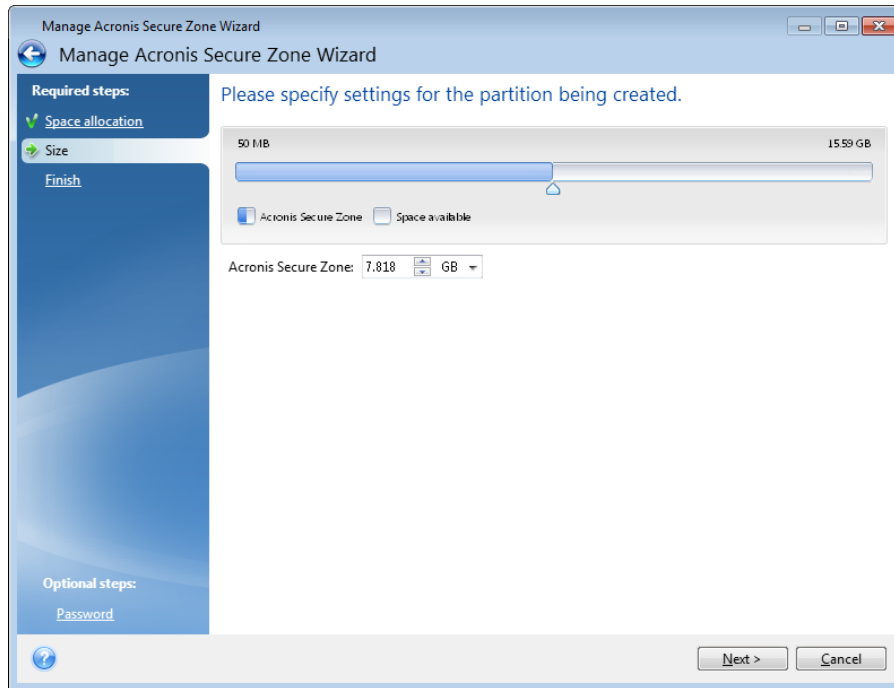 Manage Acronis Secure Zone Wizard
Manage Acronis Secure Zone Wizard
Required steps:
Space allocation
Size
Finish
Please specify settings for the partition being created.
50 MB 15.59 GB
Acronis Secure Zone Space available
Acronis Secure Zone: 7.818 GB
Optional steps:
Password
? Next > Cancel